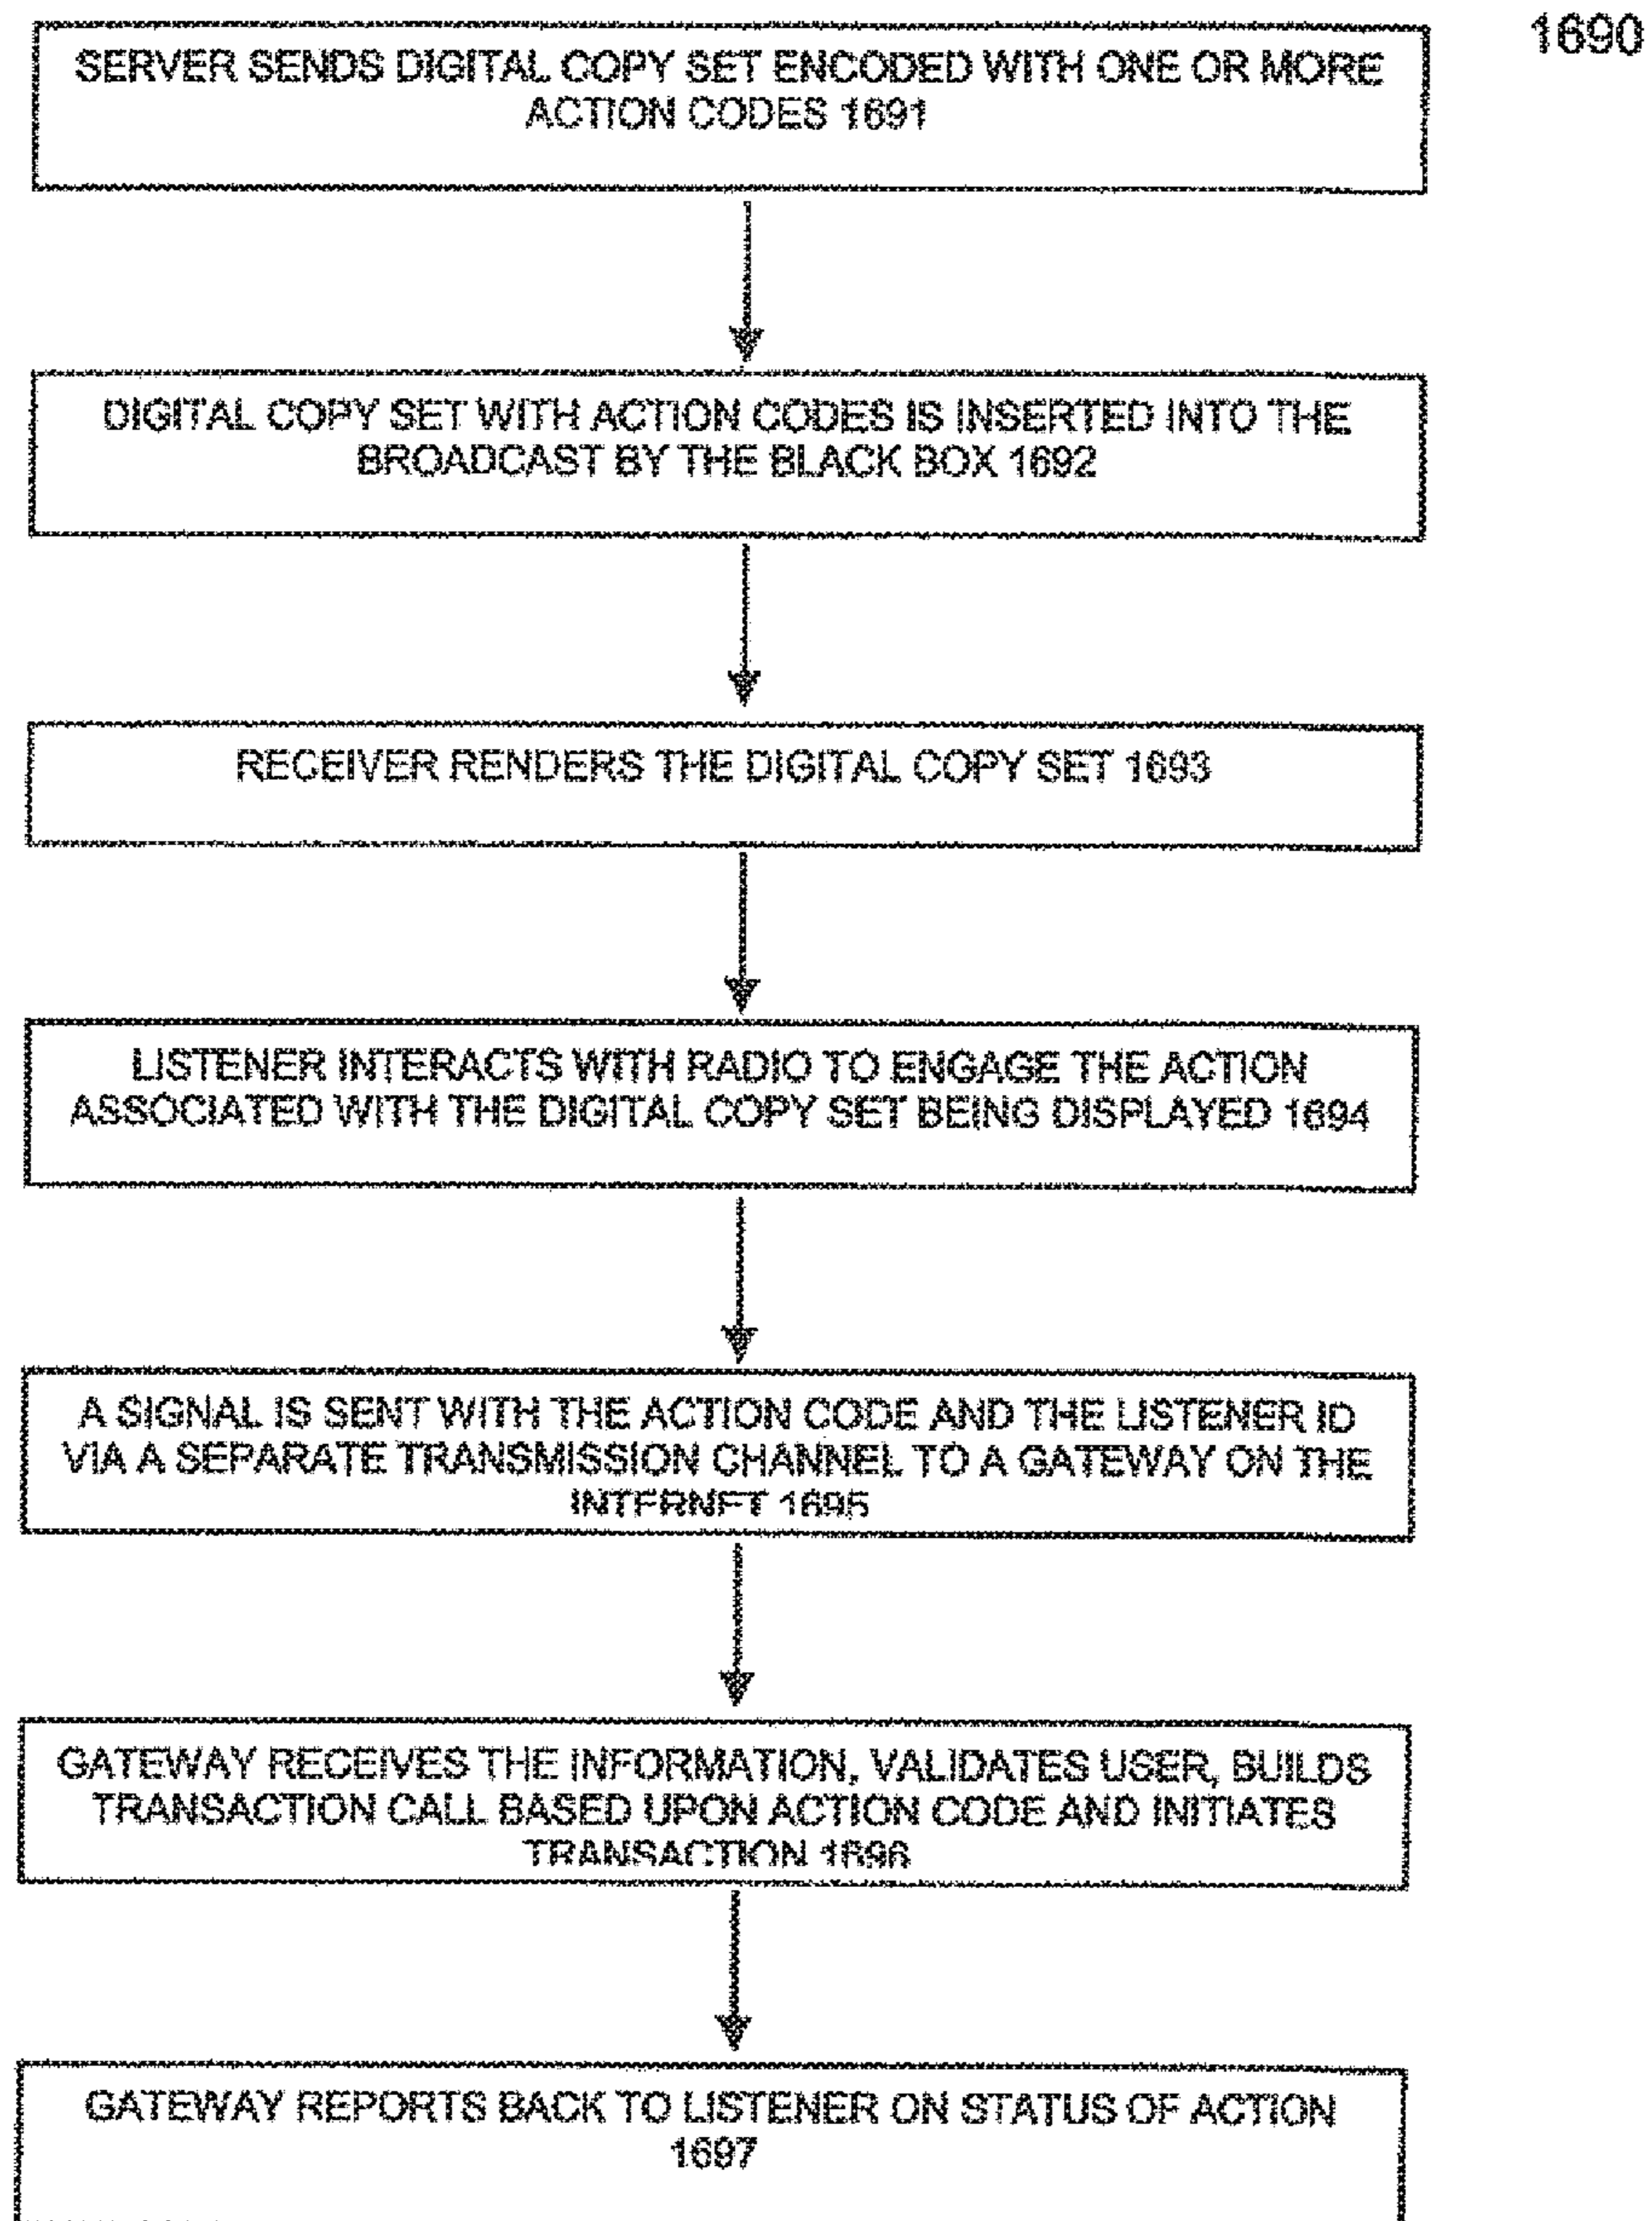 1690
SERVER SENDS DIGITAL COPY SET ENCODED WITH ONE OR MORE
ACTION CODES 1691
DIGITAL COPY SET WITH ACTION CODES IS INSERTED INTO THE
BROADCAST BY THE BLACK BOX 1692
RECEIVER RENDERS THE DIGITAL COPY SET 1693
LISTENER INTERACTS WITH RADIO TO ENGAGE THE ACTION
ASSOCIATED WITH THE DIGITAL COPY SET BEING DISPLAYED 1694
A SIGNAL IS SENT WITH THE ACTION CODE AND THE LISTENER ID
VIA A SEPARATE TRANSMISSION CHANNEL TO A GATEWAY ON THE
INTERNET 1695
GATEWAY RECEIVES THE INFORMATION, VALIDATES USER, BUILDS
TRANSACTION CALL BASED UPON ACTION CODE AND INITIATES
TRANSACTION 1696
GATEWAY REPORTS BACK TO LISTENER ON STATUS OF ACTION
1697